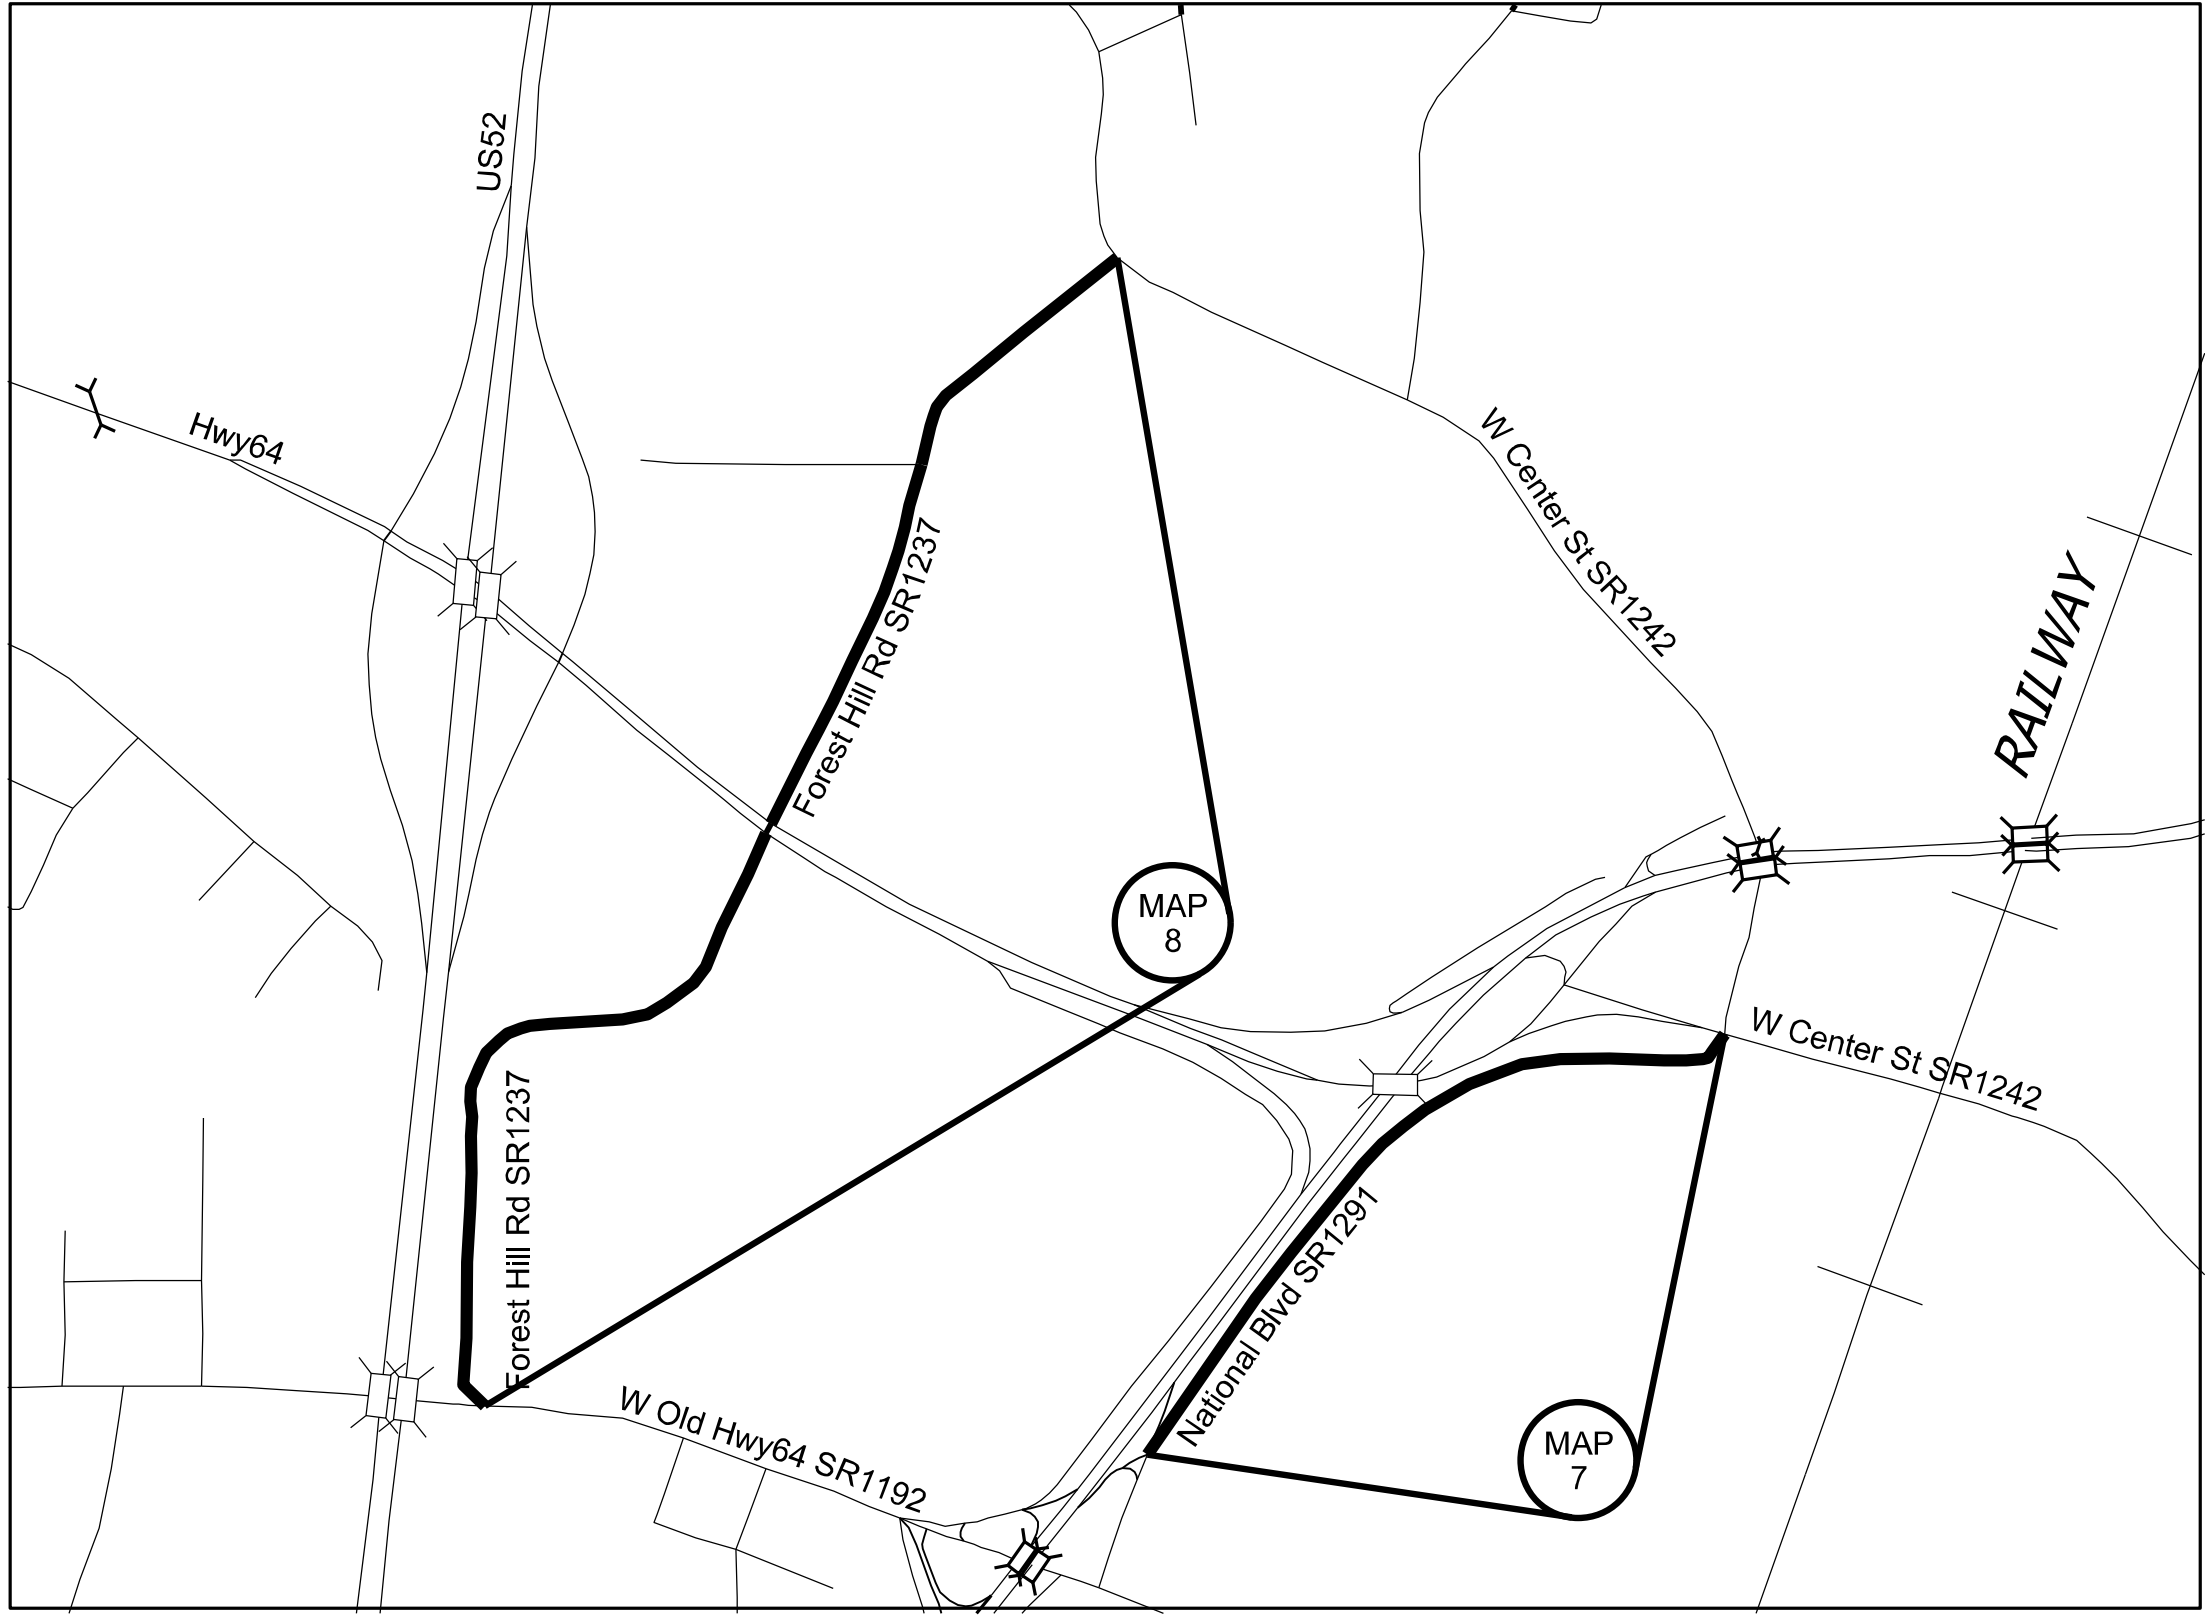 US52
Hwy64
W Center St SR1242
Forest Hill Rd SR1237
RAILWAY
MAP
8
W Center St SR1242
Forest Hill Rd SR1237
National Blvd SR1291
W Old Hwy64 SR1192
MAP
7